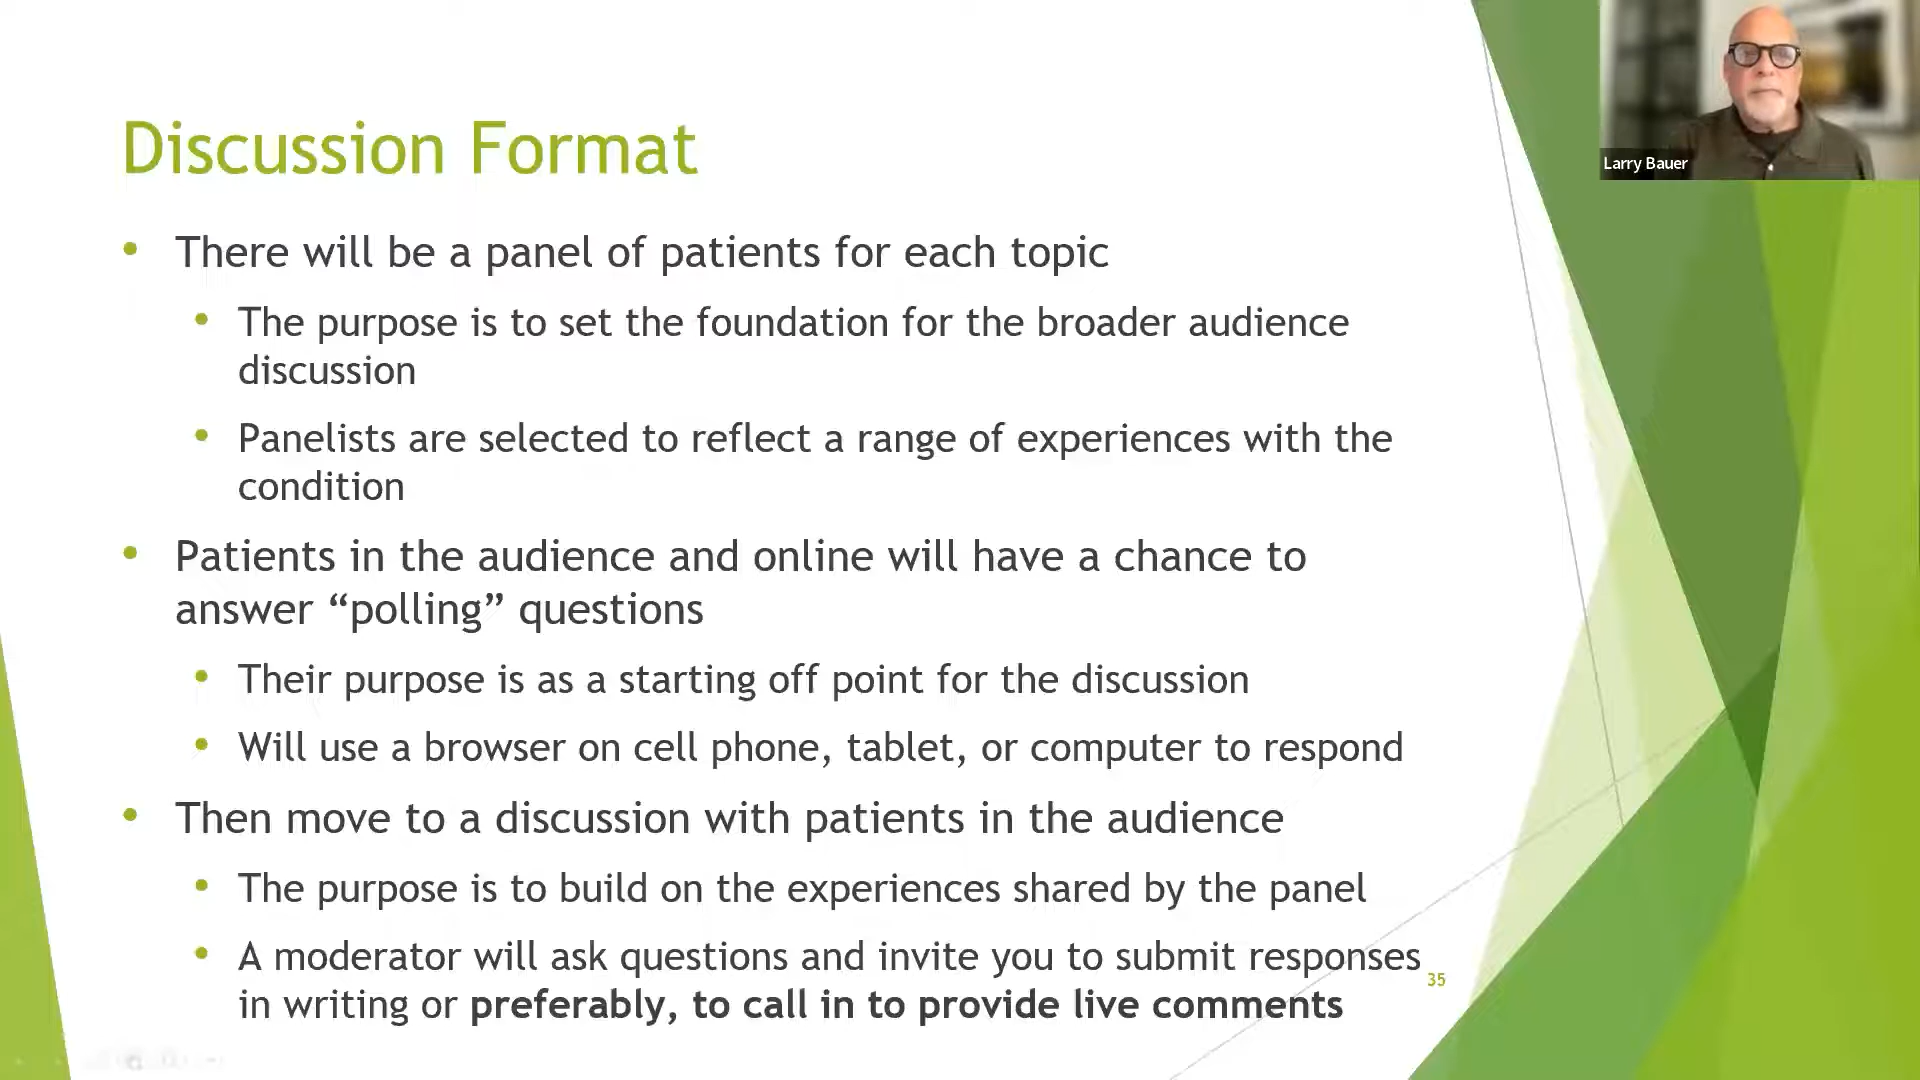 Larry Bauer
Discussion Format
• There will be a panel of patients for each topic
• The purpose is to set the foundation for the broader audience
discussion
• Panelists are selected to reflect a range of experiences with the
condition
• Patients in the audience and online will have a chance to
answer “polling” questions
• Their purpose is as a starting off point for the discussion
• Will use a browser on cell phone, tablet, or computer to respond
• Then move to a discussion with patients in the audience
• The purpose is to build on the experiences shared by the panel
• A moderator will ask questions and invite you to submit responses
in writing or preferably, to call in to provide live comments
35